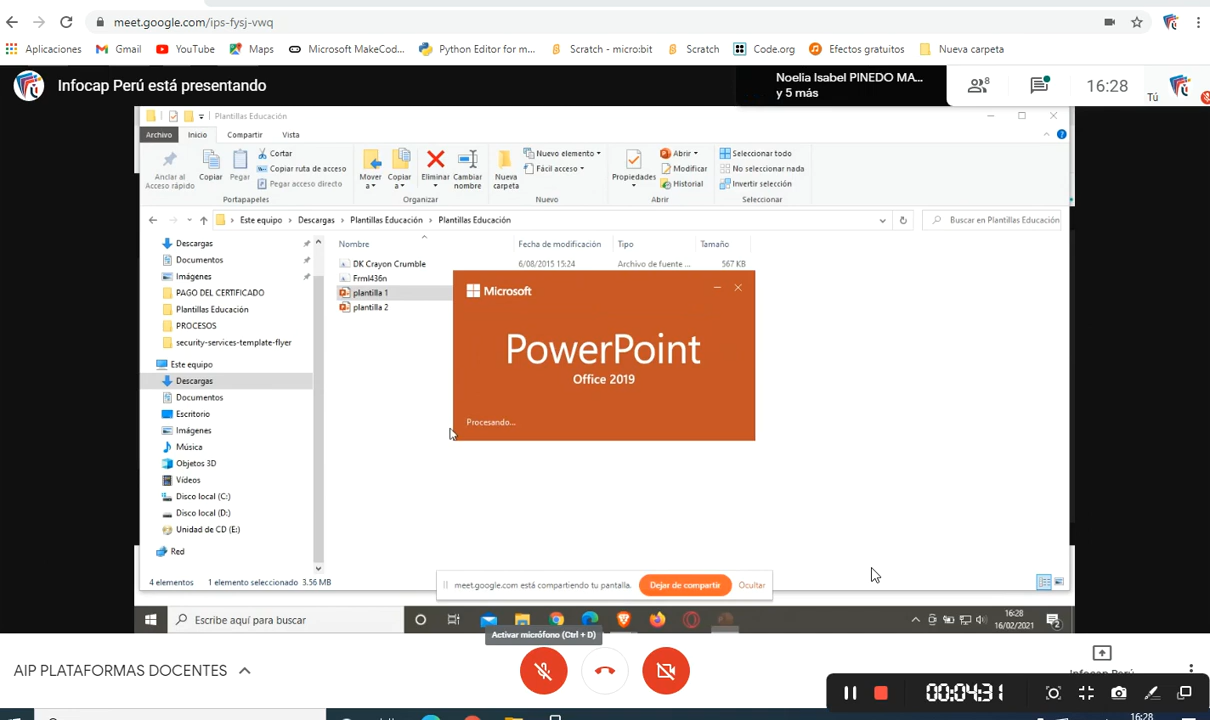 meet.google.com/ips-fysj-vwq
Aplicaciones Gmail YouTube Maps Microsoft MakeCod... Python Editor for m... Scratch - micro:bit Scratch Code.org Efectos gratuitos Nueva carpeta
Infocap Perú está presentando
Noelia Isabel PINEDO MA...
y 5 más
8
16:28
Tú
Plantillas Educación
Archivo Inicio Compartir Vista
Anclar al Acceso rápido
Copiar
Pegar
Cortar
Copiar ruta de acceso
Pegar acceso directo
Portapapeles
Mover a
Copiar a
Eliminar
Cambiar nombre
Organizar
Nueva carpeta
Nuevo elemento
Fácil acceso
Nuevo
Propiedades
Abrir
Modificar
Historial
Abrir
Seleccionar todo
No seleccionar nada
Invertir selección
Seleccionar
Este equipo > Descargas > Plantillas Educación > Plantillas Educación
Buscar en Plantillas Educación
Descargas
Documentos
Imágenes
PAGO DEL CERTIFICADO
Plantillas Educación
PROCESOS
security-services-template-flyer
Este equipo
Descargas
Documentos
Escritorio
Imágenes
Música
Objetos 3D
Vídeos
Disco local (C:)
Disco local (D:)
Unidad de CD (E:)
Red
Nombre Fecha de modificación Tipo Tamaño
DK Crayon Crumble 6/08/2015 15:24 Archivo de fuente ... 567 KB
Frml436n
plantilla 1
plantilla 2
Microsoft
PowerPoint
Office 2019
Procesando...
4 elementos 1 elemento seleccionado 3.56 MB
meet.google.com está compartiendo tu pantalla. Dejar de compartir Ocultar
Escribe aquí para buscar
16:28
16/02/2021
2
Activar micrófono (Ctrl + D)
AIP PLATAFORMAS DOCENTES
Infocap Perú
00:04:31
16:28